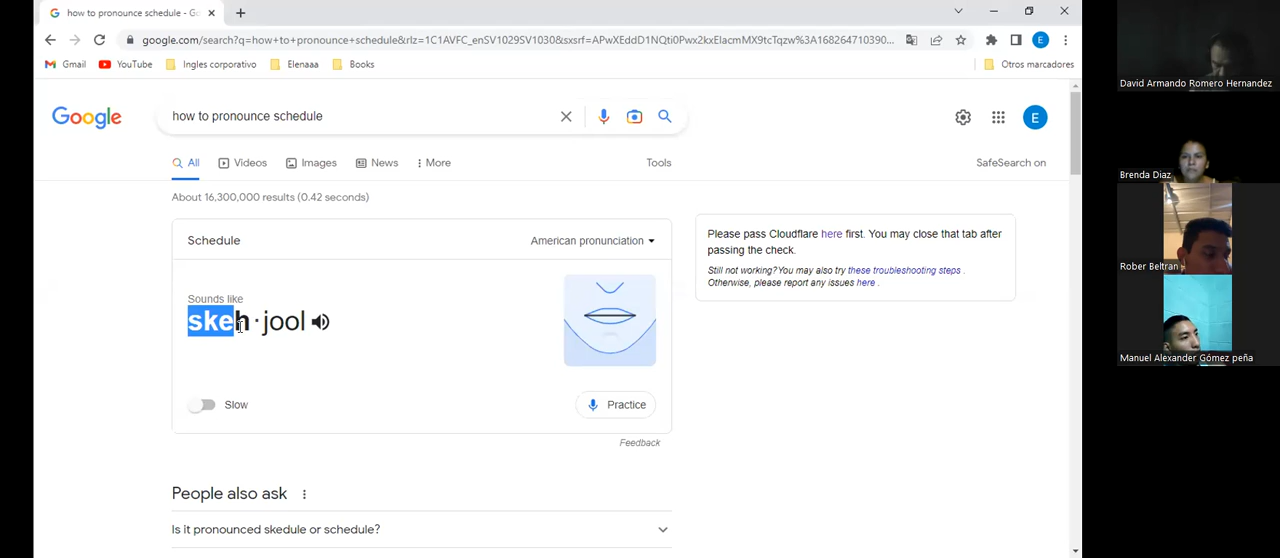 how to pronounce schedule - Go
google.com/search?q=how+to+pronounce+schedule&rlz=1C1AVFC_enSV1029SV1030&sxsrf=APwXEddD1NQti0Pwx2kxElacmMX9tcTqzw%3A168264710390...
Gmail
YouTube
Ingles corporativo
Elenaaa
Books
Otros marcadores
Google
how to pronounce schedule
E
E
All
Videos
Images
News
More
Tools
SafeSearch on
About 16,300,000 results (0.42 seconds)
Schedule
American pronunciation
Sounds like
skeh · jool
Slow
Practice
Feedback
Please pass Cloudflare here first. You may close that tab after
passing the check.
Still not working? You may also try these troubleshooting steps .
Otherwise, please report any issues here .
People also ask
Is it pronounced skedule or schedule?
David Armando Romero Hernandez
Brenda Diaz
Rober Beltran
Manuel Alexander Gómez peña